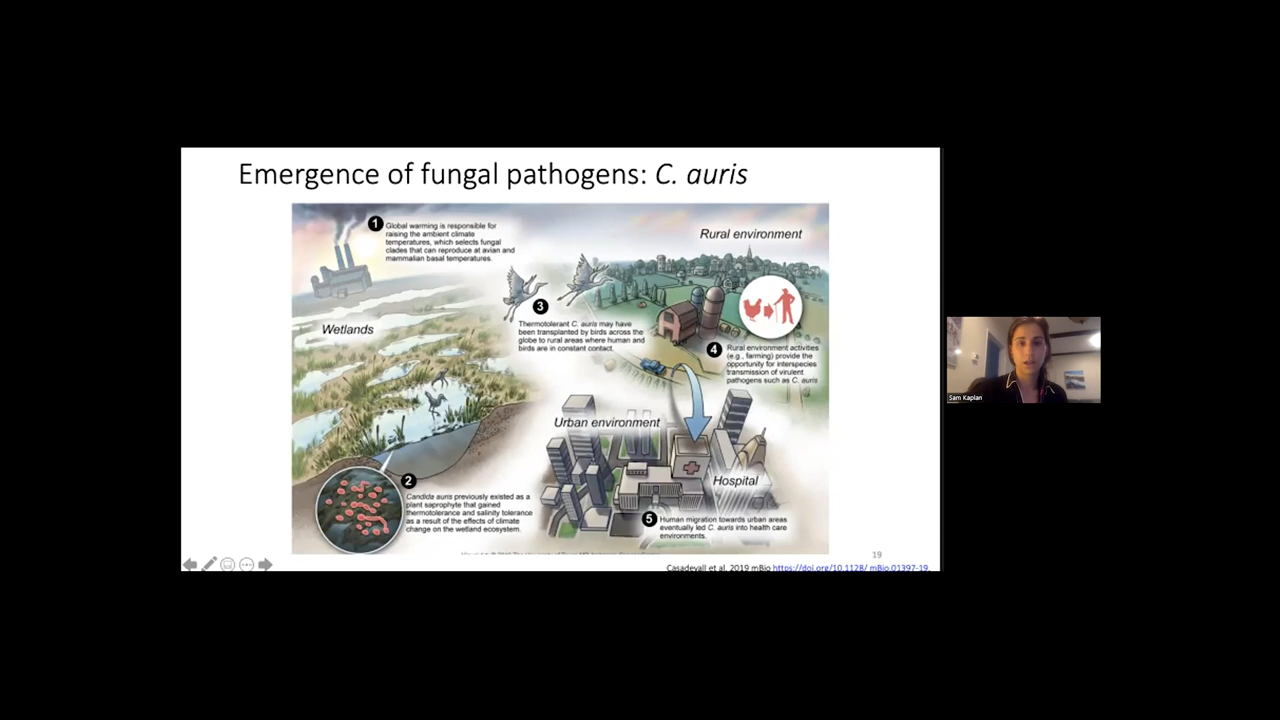 Emergence of fungal pathogens: C. auris
1
Global warming is responsible for
raising the ambient climate
temperatures, which selects fungal
clades that can reproduce at avian and
mammalian basal temperatures.
Rural environment
Wetlands
3
Thermotolerant C. auris may have
been transplanted by birds across the
globe to rural areas where human and
birds are in constant contact.
4
Rural environment activities
(e.g., farming) provide the
opportunity for interspecies
transmission of virulent
pathogens such as C. auris
Urban environment
Hospital
2
Candida auris previously existed as a
plant saprophyte that gained
thermotolerance and salinity tolerance
as a result of the effects of climate
change on the wetland ecosystem.
5
Human migration towards urban areas
eventually led C. auris into health care
environments.
19
Casadevall et al. 2019 mBio https://doi.org/10.1128/ mBio.01397-19.
Sam Kaplan